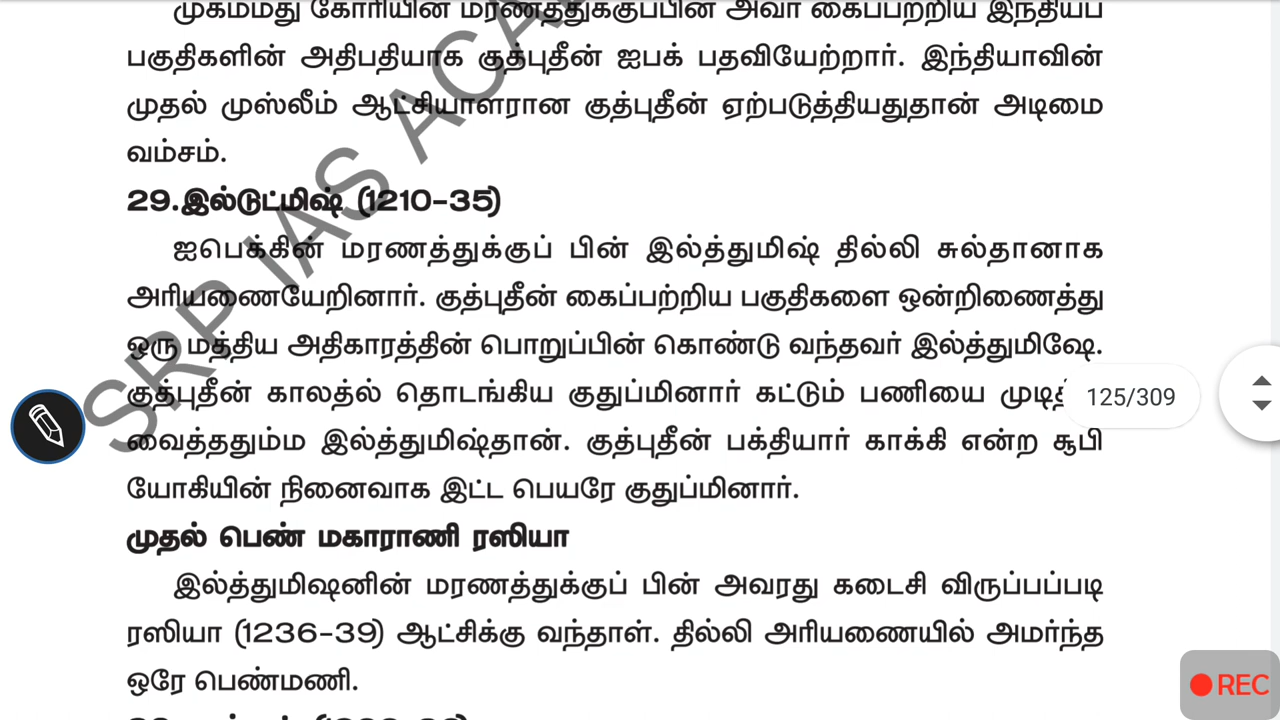 முகம்மது கோரியின் மரணத்துக்குப்பின் அவர் கைப்பற்றிய இந்தியப்
பகுதிகளின் அதிபதியாக குத்புதீன் ஐபக் பதவியேற்றார். இந்தியாவின்
முதல் முஸ்லீம் ஆட்சியாளரான குத்புதீன் ஏற்படுத்தியதுதான் அடிமை
வம்சம்.
29.இல்டுட்மிஷ் (1210-35)
ஐபெக்கின் மரணத்துக்குப் பின் இல்த்துமிஷ் தில்லி சுல்தானாக
அரியணையேறினார். குத்புதீன் கைப்பற்றிய பகுதிகளை ஒன்றிணைத்து
ஒரு மத்திய அதிகாரத்தின் பொறுப்பின் கொண்டு வந்தவர் இல்த்துமிஷே.
குத்புதீன் காலத்ல் தொடங்கிய குதுப்மினார் கட்டும் பணியை
125/309
வைத்ததும்ம இல்த்துமிஷ்தான். குத்புதீன் பக்தியார் காக்கி என்ற சூபி
யோகியின் நினைவாக இட்ட பெயரே குதுப்மினார்.
முதல் பெண் மகாராணி ரஸியா
இல்த்துமிஷனின் மரணத்துக்குப் பின் அவரது கடைசி விருப்பப்படி
ரஸியா (1236-39) ஆட்சிக்கு வந்தாள். தில்லி அரியணையில் அமர்ந்த
ஒரே பெண்மணி.
REC
SRP IAS